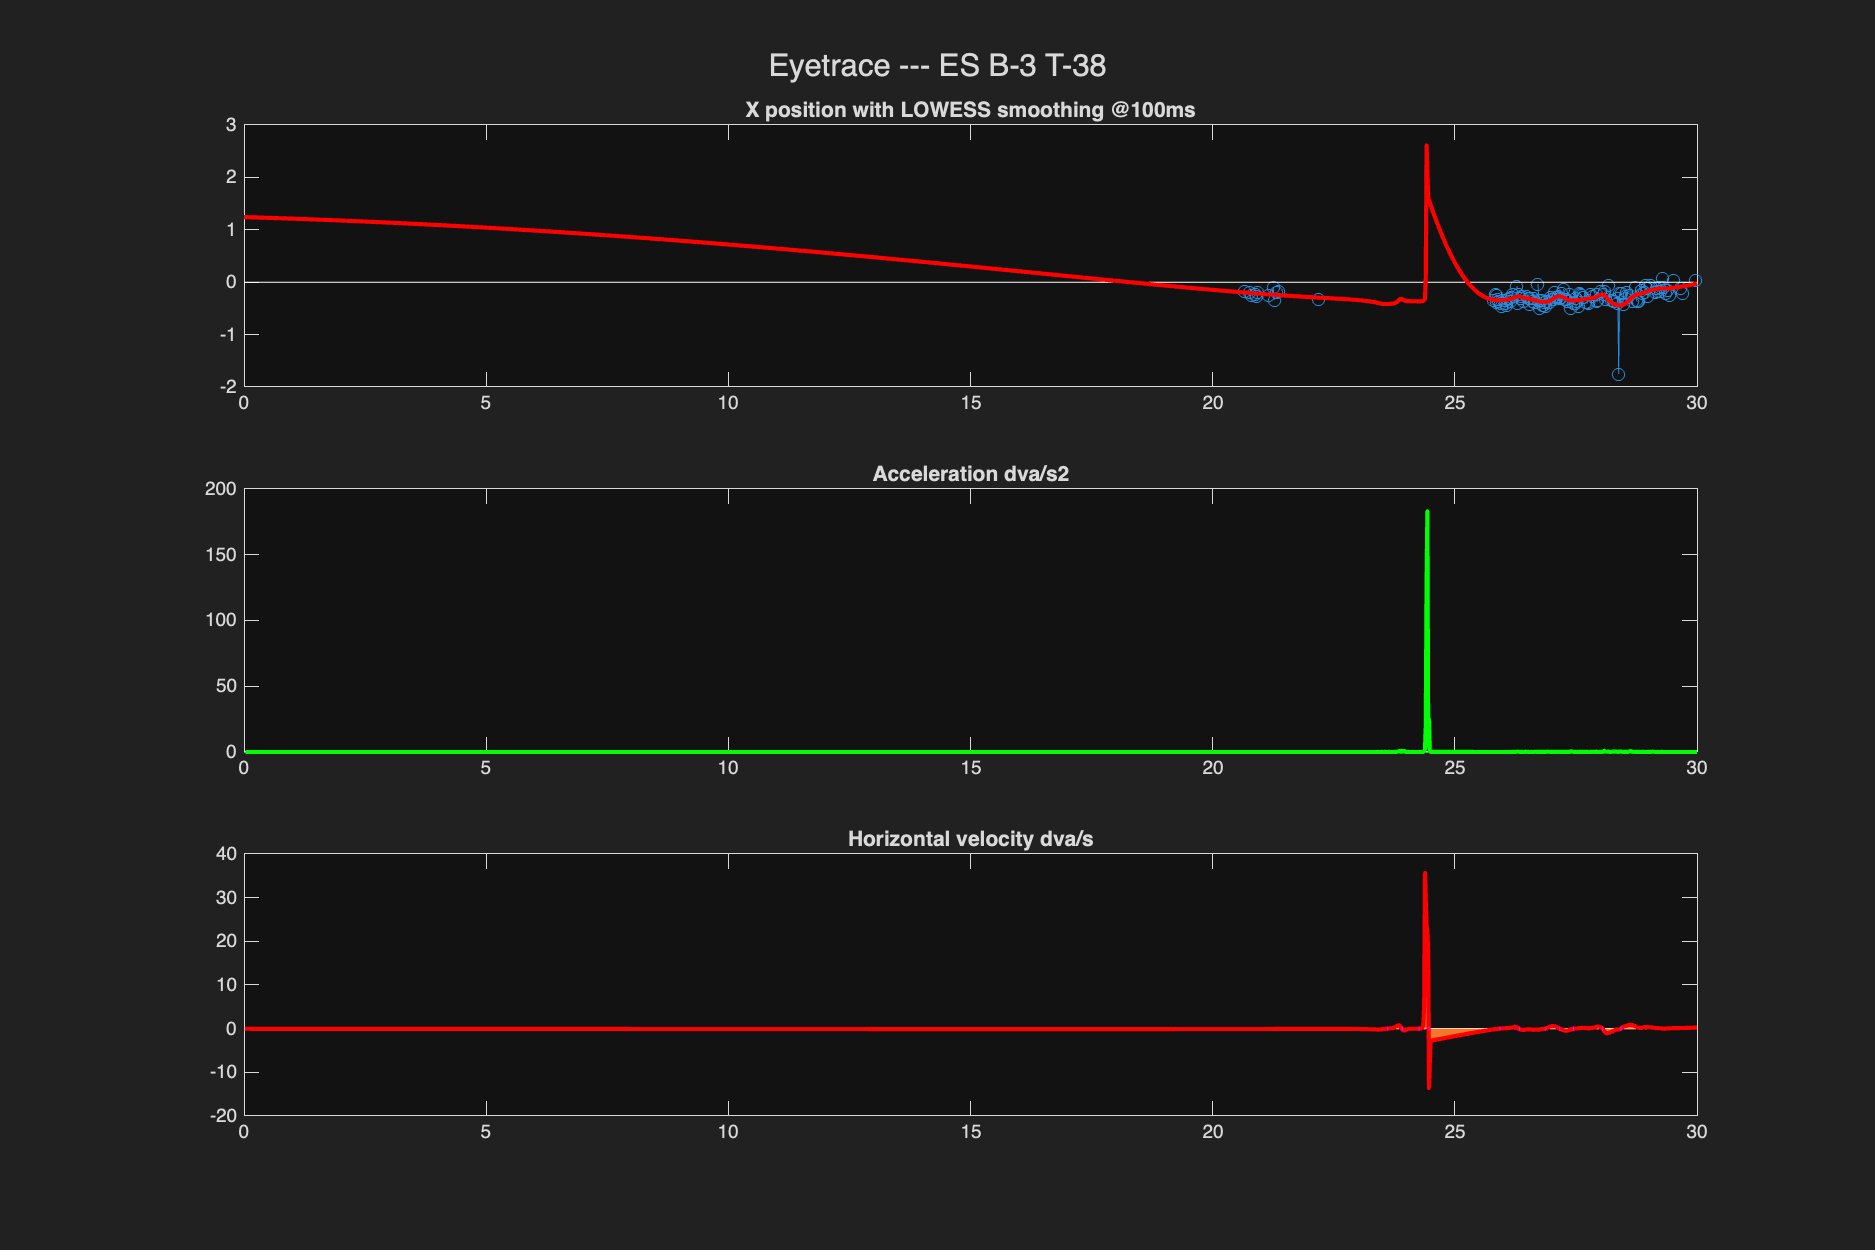 Eyetrace --- ES B-3 T-38
X position with LOWESS smoothing @100ms
3
2
1
0
-1
-2
0 5 10 15 20 25 30
Acceleration dva/s2
200
150
100
50
0
0 5 10 15 20 25 30
Horizontal velocity dva/s
40
30
20
10
0
-10
-20
0 5 10 15 20 25 30